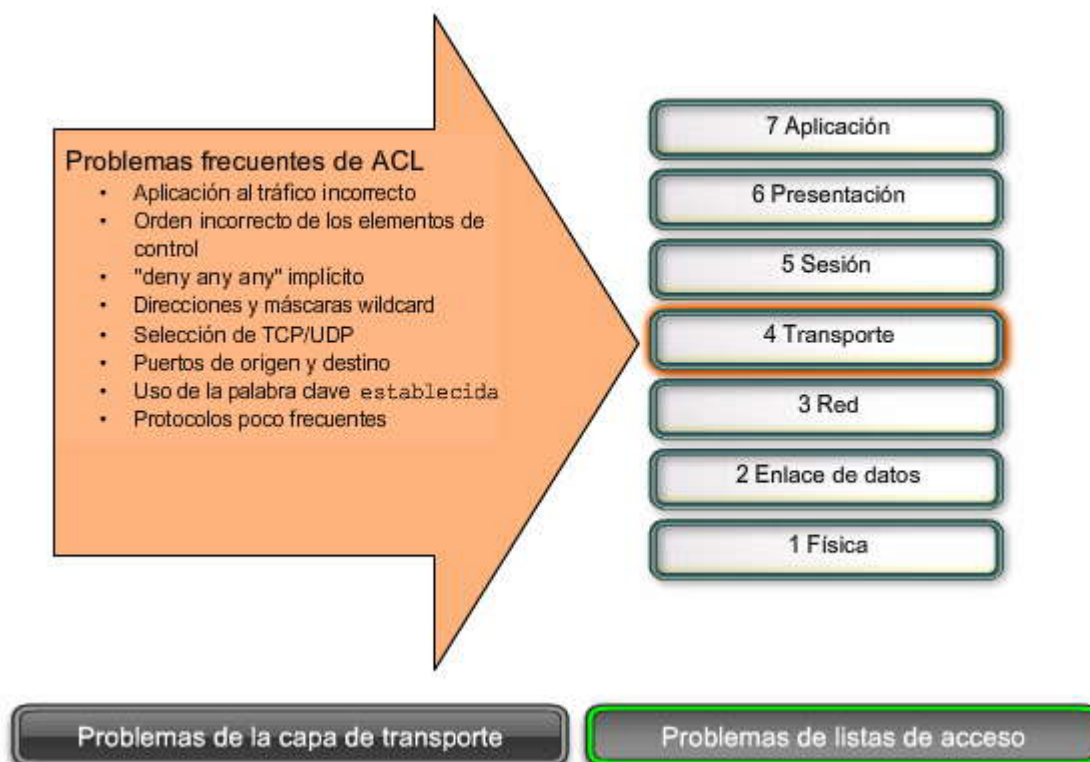 Problemas frecuentes de ACL
• Aplicación al tráfico incorrecto
• Orden incorrecto de los elementos de
control
• "deny any any" implícito
• Direcciones y máscaras wildcard
• Selección de TCP/UDP
• Puertos de origen y destino
• Uso de la palabra clave establecida
• Protocolos poco frecuentes
7 Aplicación
6 Presentación
5 Sesión
4 Transporte
3 Red
2 Enlace de datos
1 Física
Problemas de la capa de transporte
Problemas de listas de acceso